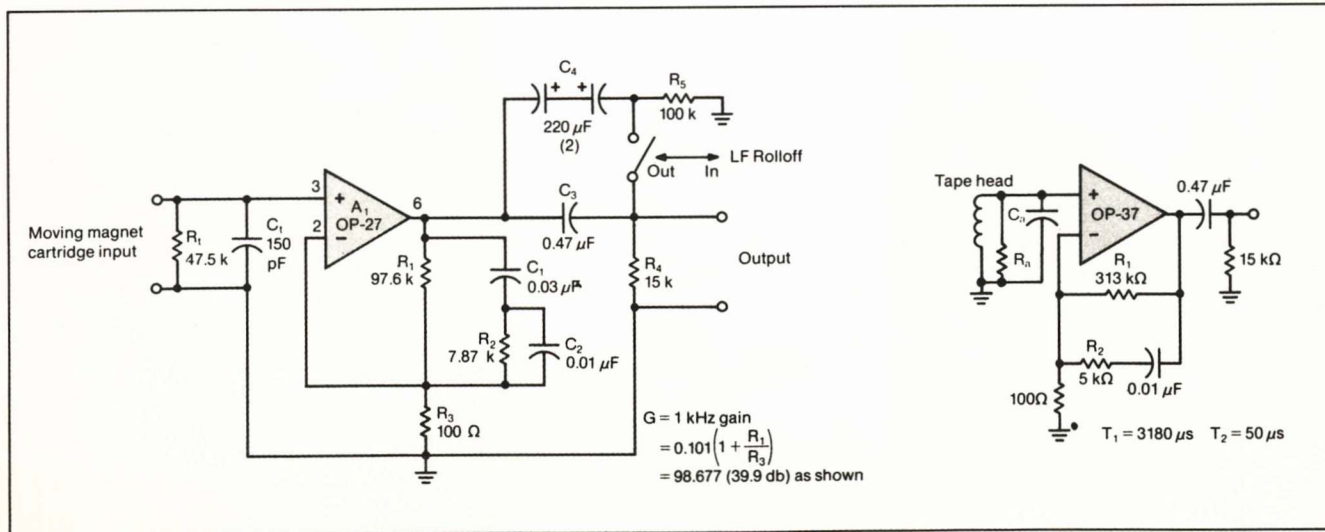 C4
220 µF
(2)
R5
100 k
LF Rolloff
Out
In
Moving magnet
cartridge input
Rt
47.5 k
Ct
150
pF
3
2
+
−
A1
OP-27
6
C3
0.47 µF
R1
97.6 k
C1
0.03 µF
R2
7.87 k
C2
0.01 µF
R3
100 Ω
R4
15 k
Output
G = 1 kHz gain
= 0.101(1 + R1/R3)
= 98.677 (39.9 db) as shown
Tape head
Ca
Ra
+
−
OP-37
0.47 µF
15 kΩ
R1
313 kΩ
R2
5 kΩ
0.01 µF
100Ω
T1 = 3180 µs T2 = 50 µs